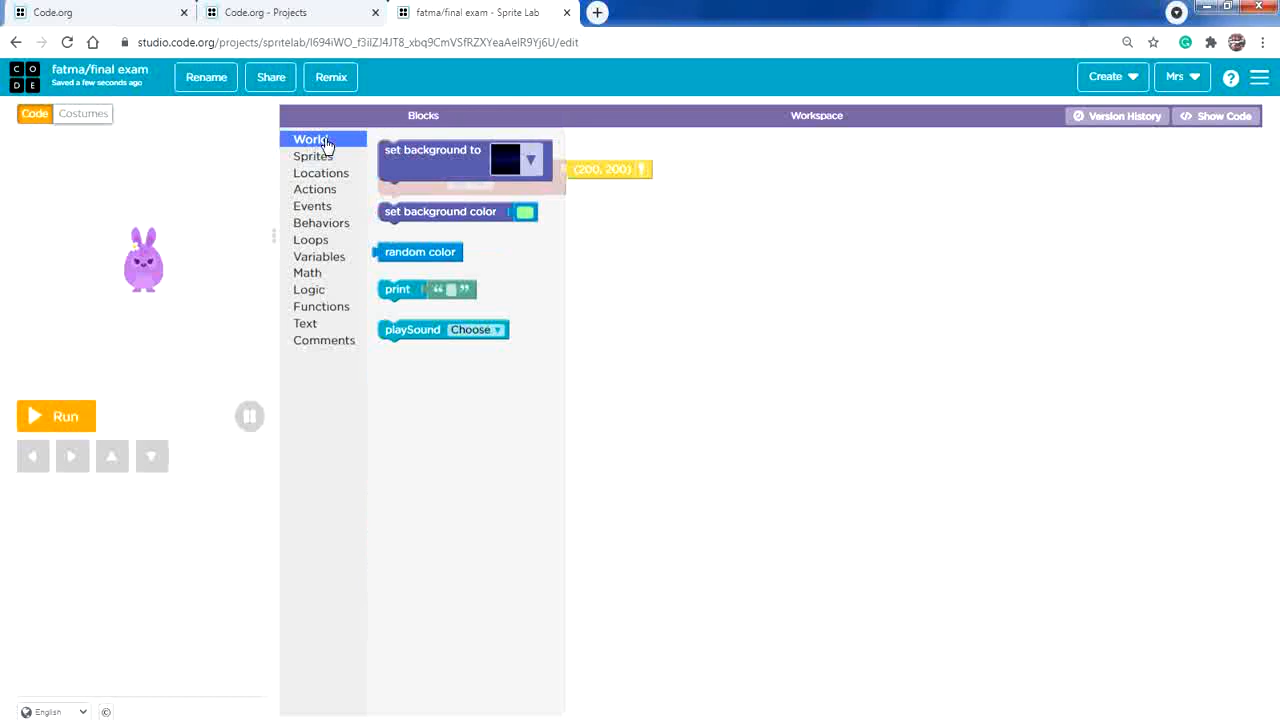 Code.org
Code.org - Projects
fatma/final exam - Sprite Lab
studio.code.org/projects/spritelab/I694iWO_f3iIZJ4JT8_xbq9CmVSfRZXYeaAelR9Yj6U/edit
CODE
fatma/final exam
Saved a few seconds ago
Rename
Share
Remix
Create
Mrs
?
Code
Costumes
Blocks
Workspace
Version History
Show Code
World
Sprites
Locations
Actions
Events
Behaviors
Loops
Variables
Math
Logic
Functions
Text
Comments
set background to
(200, 200)
set background color
random color
print “ ”
playSound Choose
Run
English
©